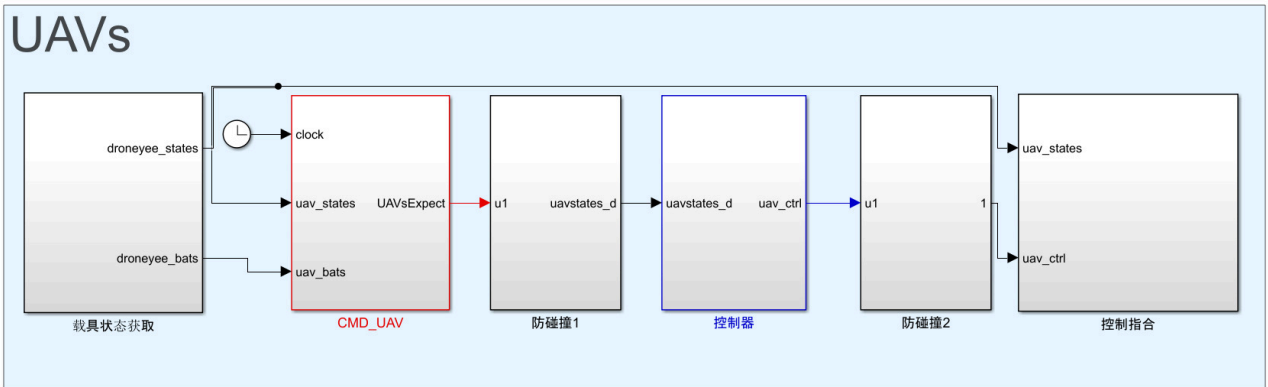 UAVs
droneyee_states
droneyee_bats
载具状态获取
clock
uav_states
UAVsExpect
uav_bats
CMD_UAV
u1
uavstates_d
防碰撞1
uavstates_d
uav_ctrl
控制器
u1
1
防碰撞2
uav_states
uav_ctrl
控制指合